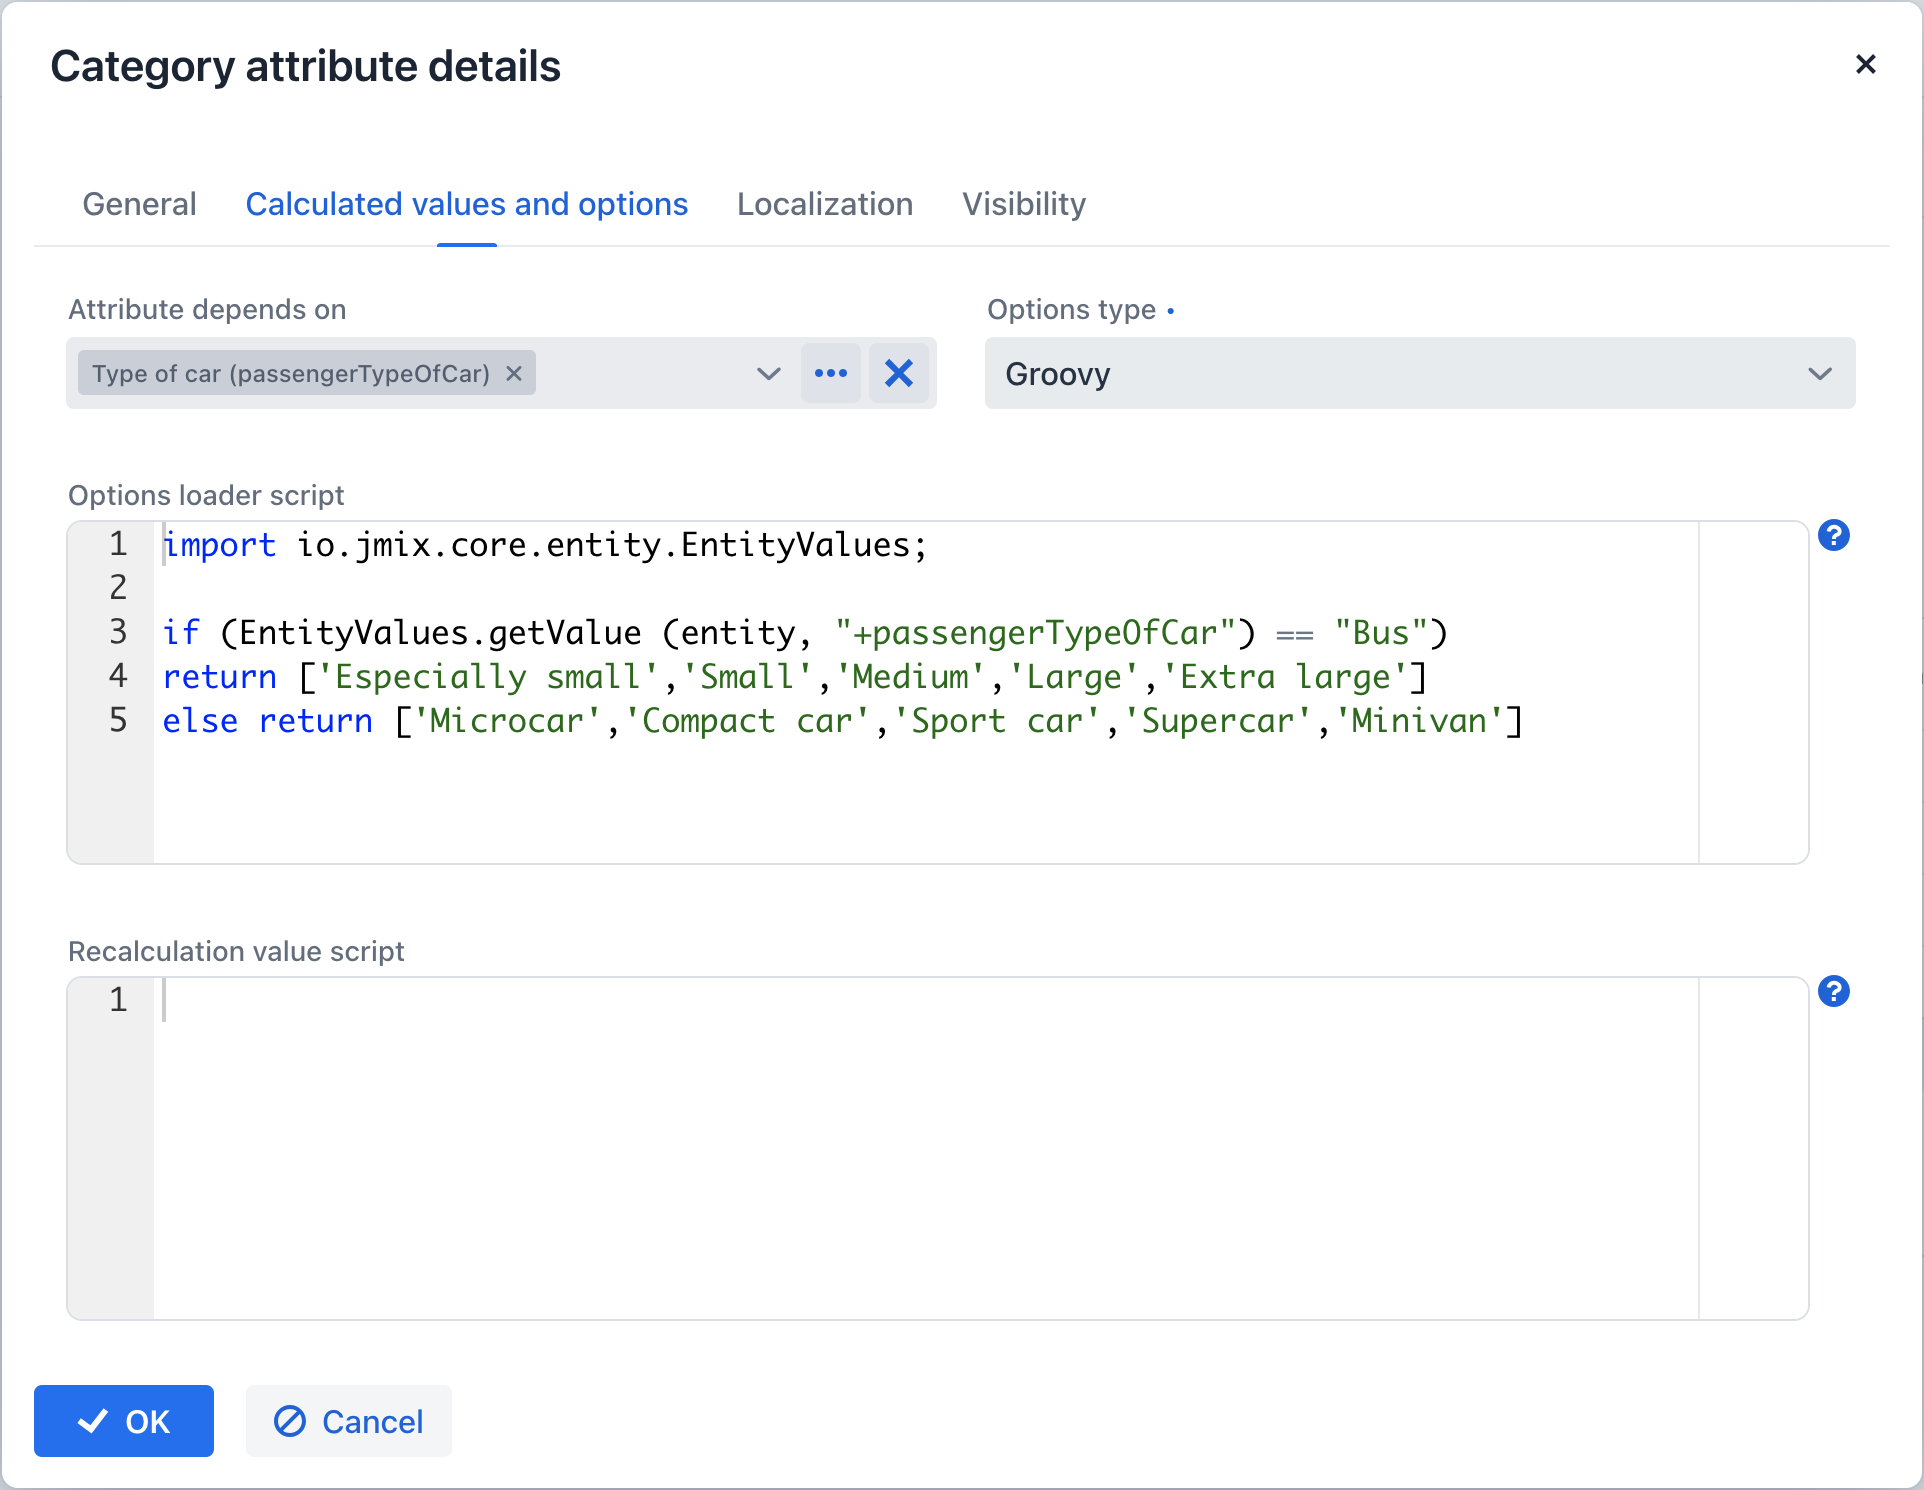 Category attribute details
General Calculated values and options Localization Visibility
Attribute depends on
Options type •
Type of car (passengerTypeOfCar)
Groovy
Options loader script
1 import io.jmix.core.entity.EntityValues;
2
3 if (EntityValues.getValue (entity, "+passengerTypeOfCar") == "Bus")
4 return ['Especially small','Small','Medium','Large','Extra large']
5 else return ['Microcar','Compact car','Sport car','Supercar','Minivan']
Recalculation value script
1
OK Cancel